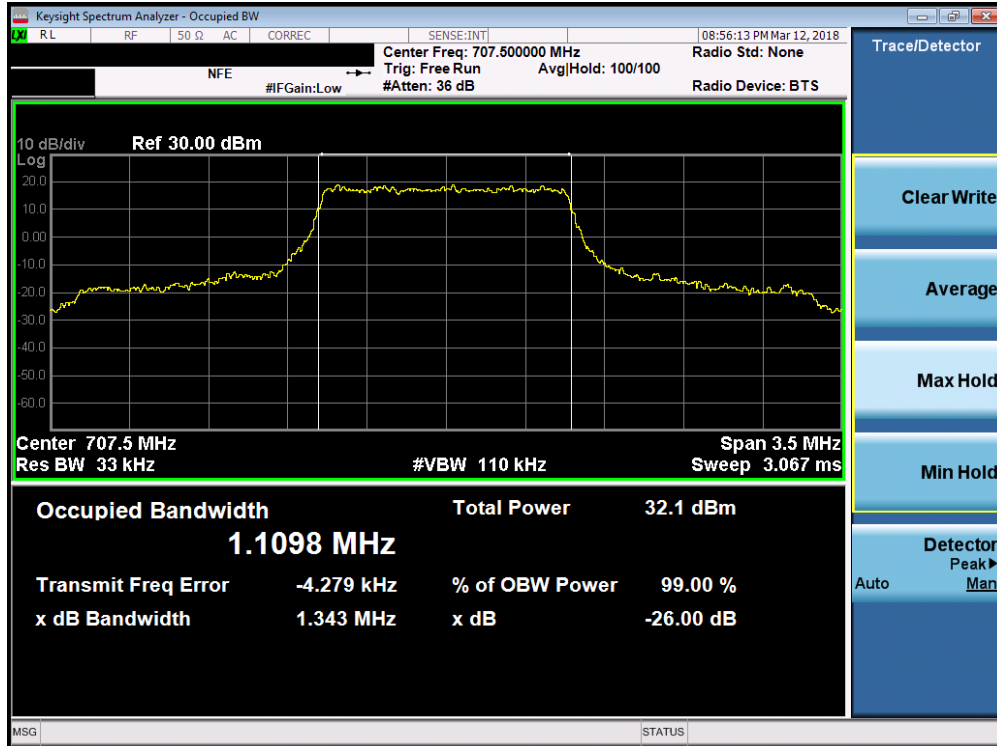 Keysight Spectrum Analyzer - Occupied BW
LXI RL RF 50 Ω AC CORREC SENSE:INT 08:56:13 PM Mar 12, 2018
Center Freq: 707.500000 MHz Radio Std: None
NFE Trig: Free Run Avg|Hold: 100/100
#IFGain:Low #Atten: 36 dB Radio Device: BTS
Trace/Detector
10 dB/div Ref 30.00 dBm
Log
20.0
10.0
0.00
-10.0
-20.0
-30.0
-40.0
-50.0
-60.0
Center 707.5 MHz Span 3.5 MHz
Res BW 33 kHz #VBW 110 kHz Sweep 3.067 ms
Occupied Bandwidth Total Power 32.1 dBm
1.1098 MHz
Transmit Freq Error -4.279 kHz % of OBW Power 99.00 %
x dB Bandwidth 1.343 MHz x dB -26.00 dB
Clear Write
Average
Max Hold
Min Hold
Detector
Peak▶
Auto Man
MSG STATUS